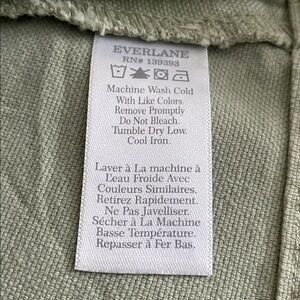 EVERLANE
RN# 139393
Machine Wash Cold
With Like Colors.
Remove Promptly
Do Not Bleach.
Tumble Dry Low.
Cool Iron.
Laver à La machine à
L'eau Froide Avec
Couleurs Similaires.
Retirez Rapidement.
Ne Pas Javelliser.
Sécher à La Machine
Basse Température.
Repasser à Fer Bas.